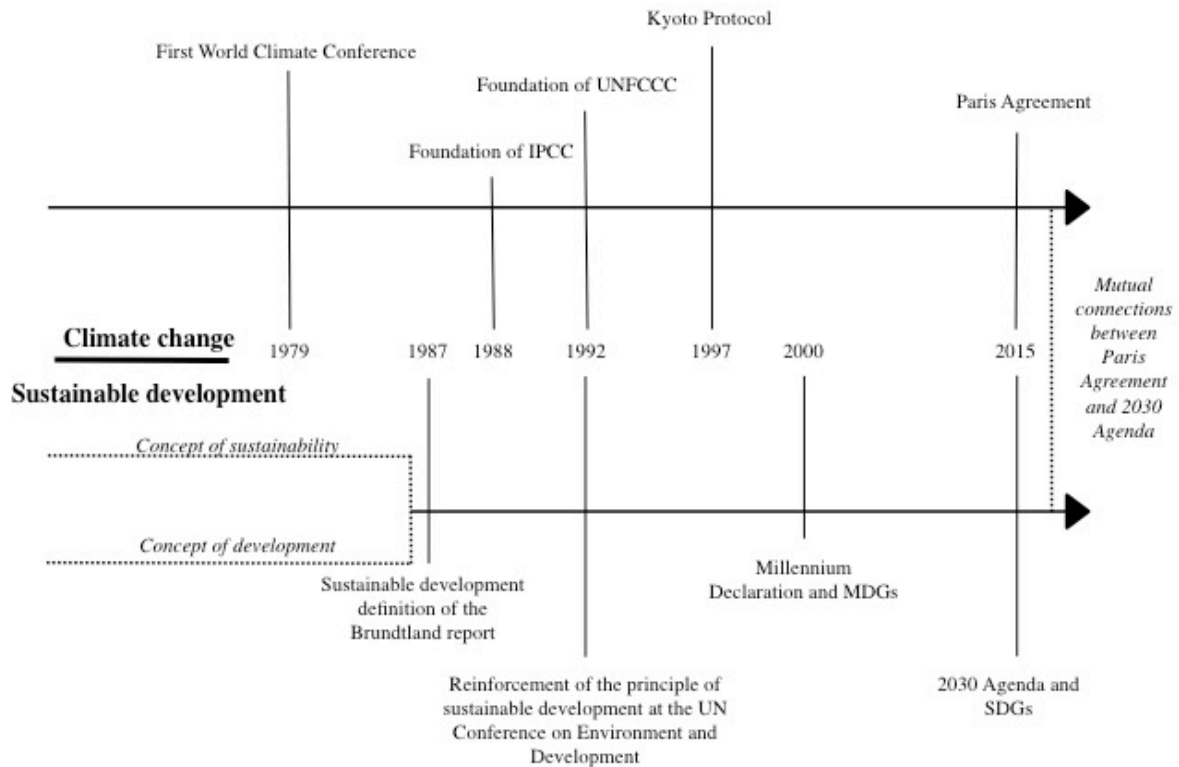 Kyoto Protocol
First World Climate Conference
Foundation of UNFCCC
Paris Agreement
Foundation of IPCC
Mutual
connections
between
Paris
Agreement
and 2030
Agenda
Climate change
1979
1987
1988
1992
1997
2000
2015
Sustainable development
Concept of sustainability
Concept of development
Sustainable development
definition of the
Brundtland report
Millennium
Declaration and MDGs
Reinforcement of the principle of
sustainable development at the UN
Conference on Environment and
Development
2030 Agenda and
SDGs